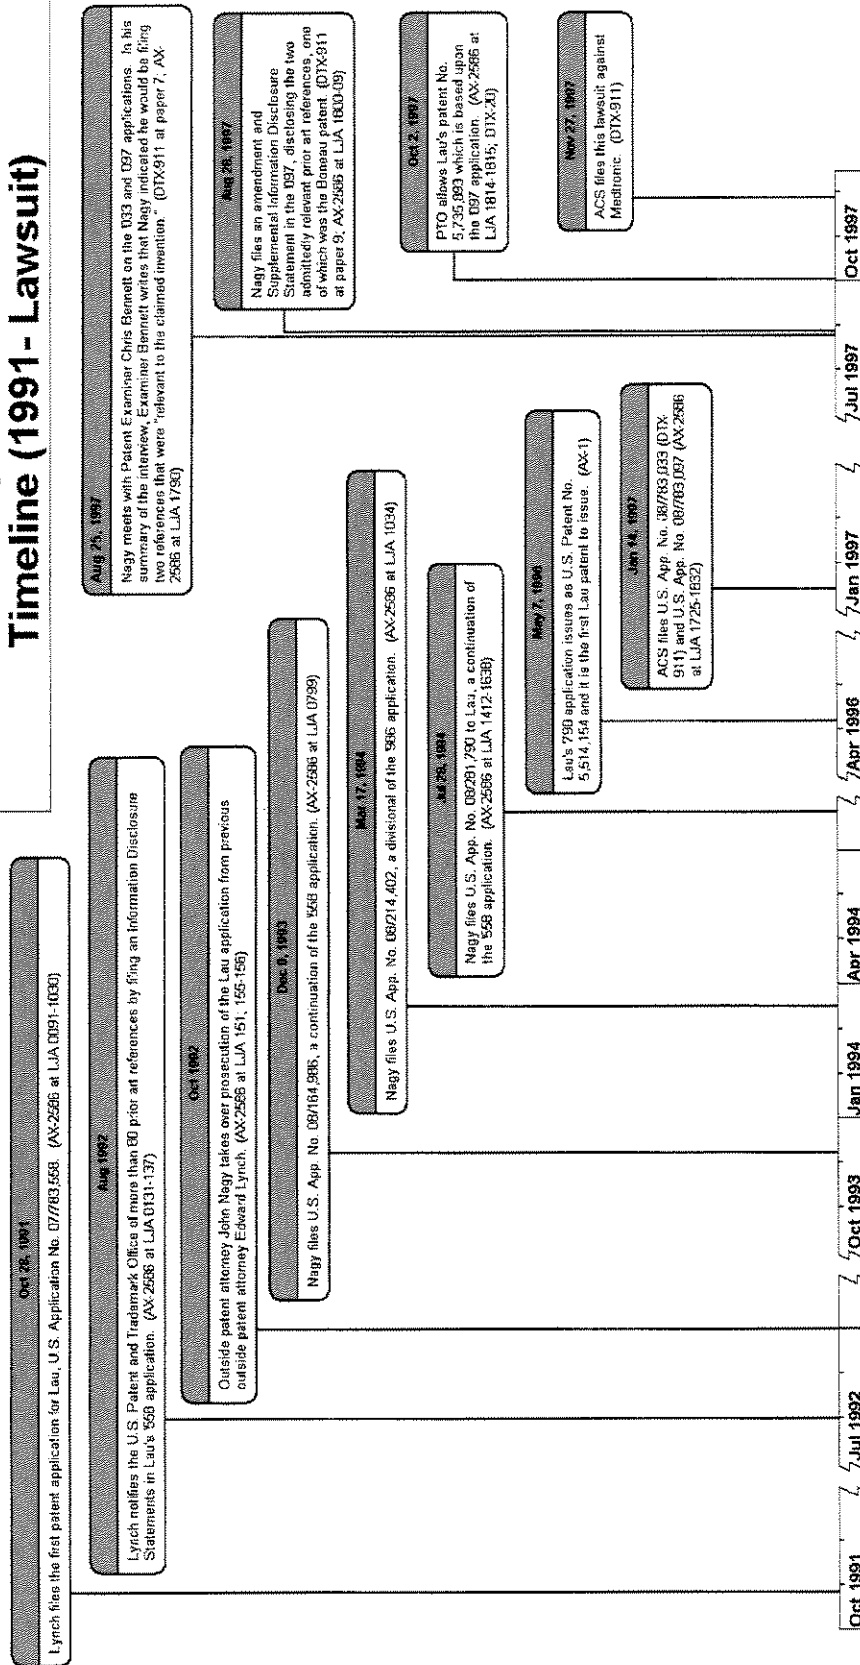 Timeline (1991- Lawsuit)
Oct 28, 1991
Lynch files the first patent application for Lau, U.S. Application No. 07/783,558. (AX-2586 at LJA 0091-1030)
Aug 1992
Lynch notifies the U.S. Patent and Trademark Office of more than 80 prior art references by filing an Information Disclosure
Statements in Lau's '558 application. (AX-2586 at LJA 0131-137)
Oct 1992
Outside patent attorney John Nagy takes over prosecution of the Lau application from previous
outside patent attorney Edward Lynch. (AX-2586 at LJA 151; 155-156)
Dec 9, 1993
Nagy files U.S. App. No. 08/164,986, a continuation of the '558 application. (AX-2586 at LJA 0799)
Mar 17, 1994
Nagy files U.S. App. No. 08/214,402, a divisional of the '986 application. (AX-2586 at LJA 1034)
Jul 28, 1994
Nagy files U.S. App. No. 08/281,790 to Lau, a continuation of
the '558 application. (AX-2586 at LJA 1412-1638)
May 7, 1996
Lau's '790 application issues as U.S. Patent No.
5,514,154 and it is the first Lau patent to issue. (AX-1)
Jan 14, 1997
ACS files U.S. App. No. 08/783,033 (DTX-
911) and U.S. App. No. 08/783,097 (AX-2586
at LJA 1725-1832)
Aug 25, 1997
Nagy meets with Patent Examiner Chris Bennett on the '033 and '097 applications. In his
summary of the interview, Examiner Bennett writes that Nagy indicated he would be filing
two references that were "relevant to the claimed invention." (DTX-911 at paper 7; AX-
2586 at LJA 1790)
Aug 28, 1997
Nagy files an amendment and
Supplemental Information Disclosure
Statement in the '097, disclosing the two
admittedly relevant prior art references, one
of which was the Boneau patent. (DTX-911
at paper 9; AX-2586 at LJA 1800-09)
Oct 2, 1997
PTO allows Lau's patent No.
5,735,893 which is based upon
the '097 application. (AX-2586 at
LJA 1814-1815; DTX-20)
Nov 27, 1997
ACS files this lawsuit against
Medtronic. (DTX-911)
Oct 1991
Jul 1992
Oct 1993
Jan 1994
Apr 1994
Apr 1996
Jan 1997
Jul 1997
Oct 1997